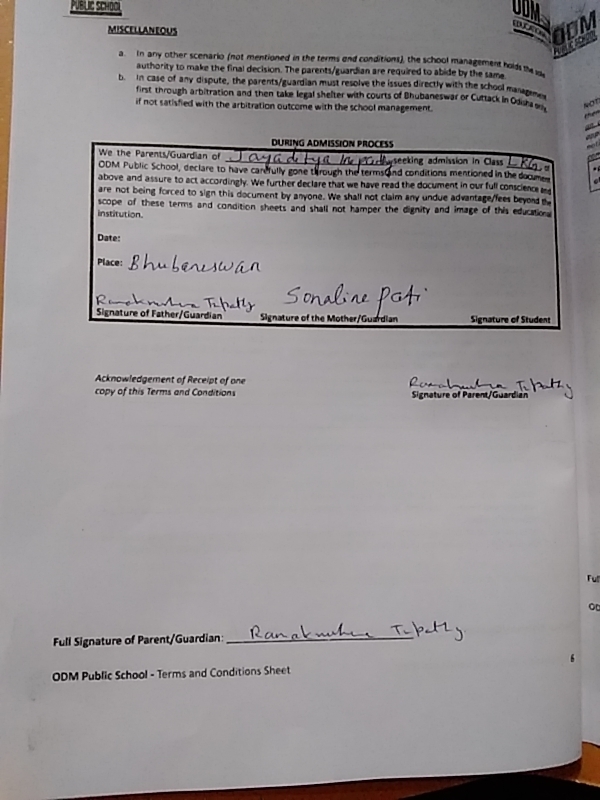 PUBLIC SCHOOL
ODM
EDUCATIONAL
ODM
PUBLIC SCHOOL
MISCELLANEOUS
a. In any other scenario (not mentioned in the terms and conditions), the school management holds the sole
authority to make the final decision. The parents/guardian are required to abide by the same.
b. In case of any dispute, the parents/guardian must resolve the issues directly with the school management
first through arbitration and then take legal shelter with courts of Bhubaneswar or Cuttack in Odisha only,
if not satisfied with the arbitration outcome with the school management.
DURING ADMISSION PROCESS
We the Parents/Guardian of Jayaditya Tripathy seeking admission in Class LKG, of
ODM Public School, declare to have carefully gone through the terms and conditions mentioned in the document
above and assure to act accordingly. We further declare that we have read the document in our full conscience and
are not being forced to sign this document by anyone. We shall not claim any undue advantage/fees beyond the
scope of these terms and condition sheets and shall not hamper the dignity and image of this educational
institution.
Date:
Place: Bhubaneswar
Ramakrushna Tripathy Sonaline Pati
Signature of Father/Guardian Signature of the Mother/Guardian Signature of Student
Acknowledgement of Receipt of one
copy of this Terms and Conditions
Ramakrushna Tripathy
Signature of Parent/Guardian
Full Signature of Parent/Guardian: Ramakrushna Tripathy
6
ODM Public School - Terms and Conditions Sheet